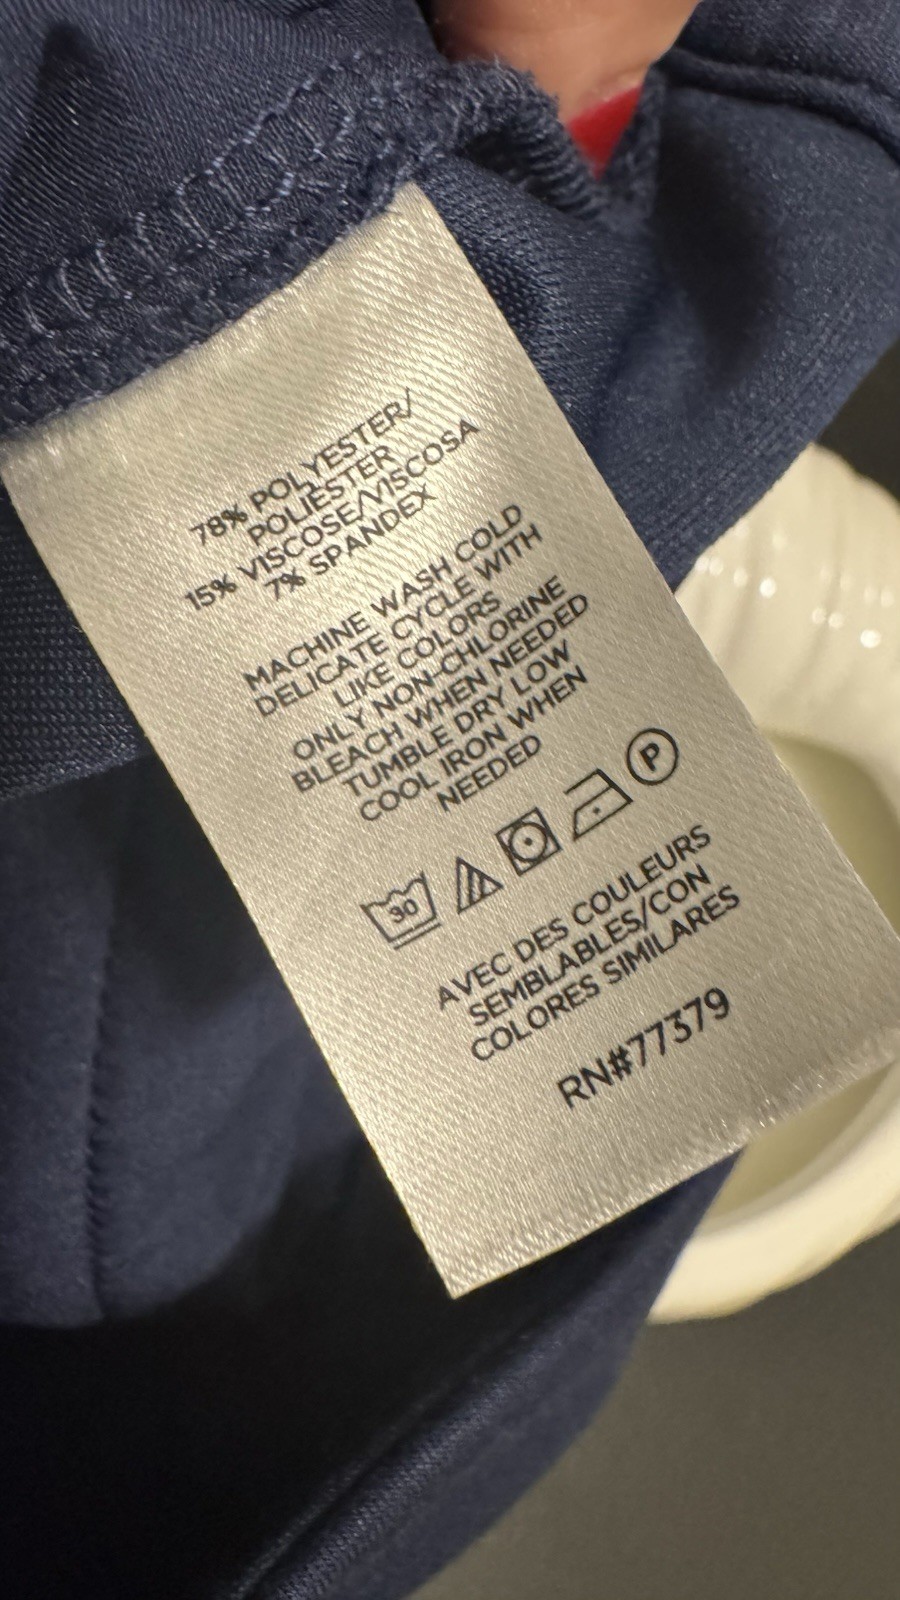 78% POLYESTER/
POLIÉSTER
15% VISCOSE/VISCOSA
7% SPANDEX
MACHINE WASH COLD
DELICATE CYCLE WITH
LIKE COLORS
ONLY NON-CHLORINE
BLEACH WHEN NEEDED
TUMBLE DRY LOW
COOL IRON WHEN
NEEDED
30 P
AVEC DES COULEURS
SEMBLABLES/CON
COLORES SIMILARES
RN#77379